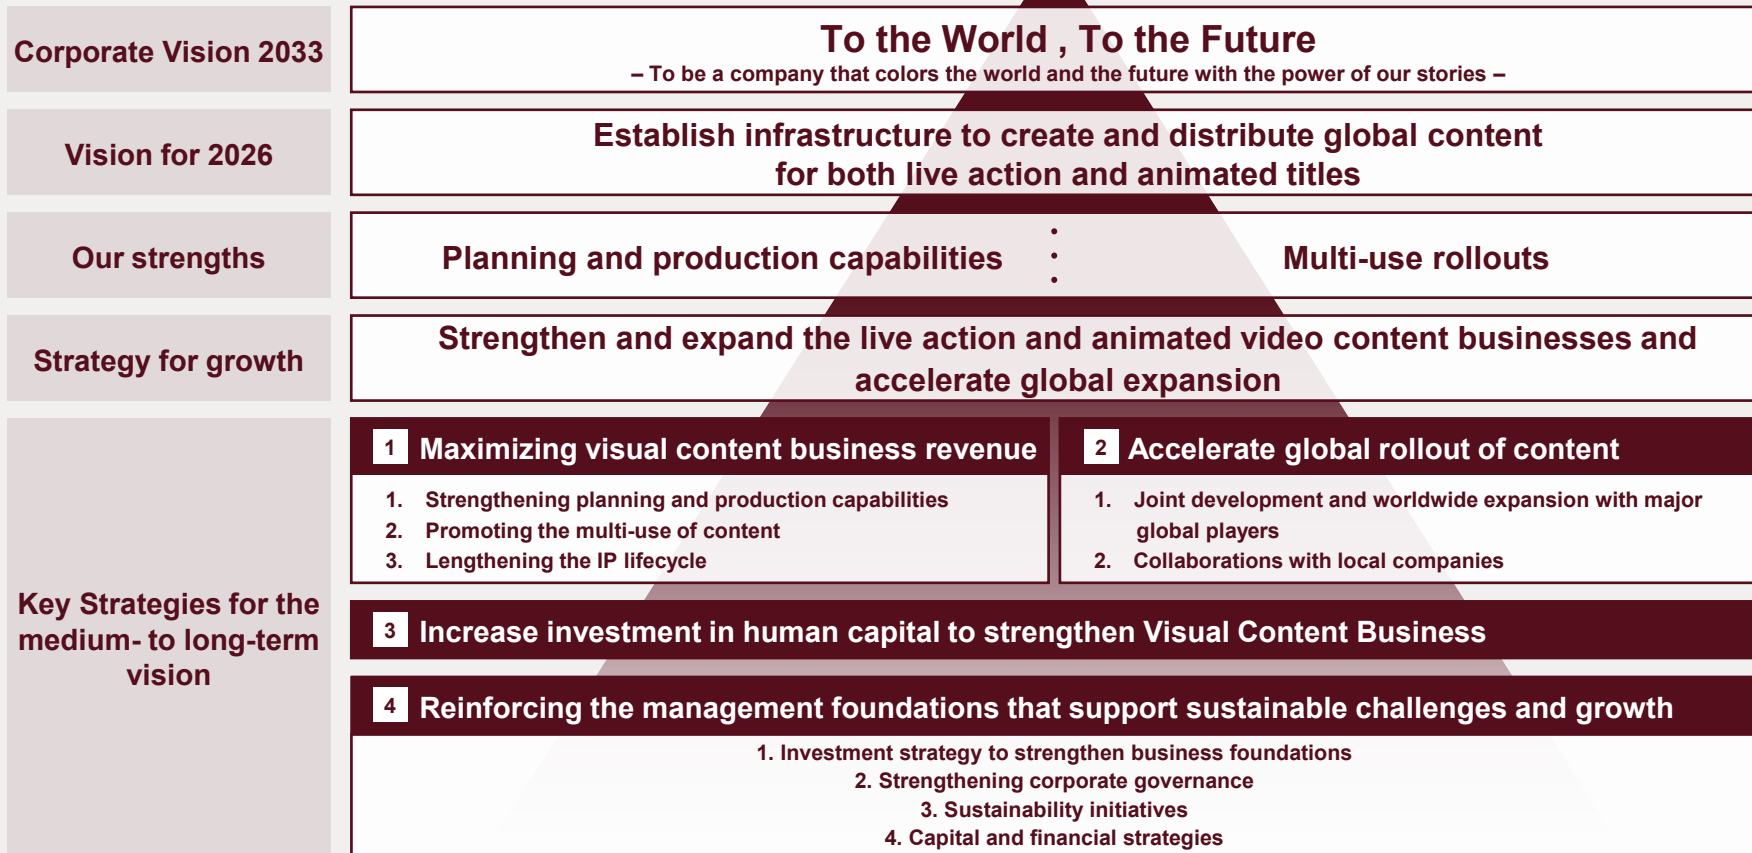 Corporate Vision 2033
To the World , To the Future
– To be a company that colors the world and the future with the power of our stories –
Vision for 2026
Establish infrastructure to create and distribute global content
for both live action and animated titles
Our strengths
Planning and production capabilities
Multi-use rollouts
Strategy for growth
Strengthen and expand the live action and animated video content businesses and
accelerate global expansion
Key Strategies for the
medium- to long-term
vision
1 Maximizing visual content business revenue
1. Strengthening planning and production capabilities
2. Promoting the multi-use of content
3. Lengthening the IP lifecycle
2 Accelerate global rollout of content
1. Joint development and worldwide expansion with major
global players
2. Collaborations with local companies
3 Increase investment in human capital to strengthen Visual Content Business
4 Reinforcing the management foundations that support sustainable challenges and growth
1. Investment strategy to strengthen business foundations
2. Strengthening corporate governance
3. Sustainability initiatives
4. Capital and financial strategies